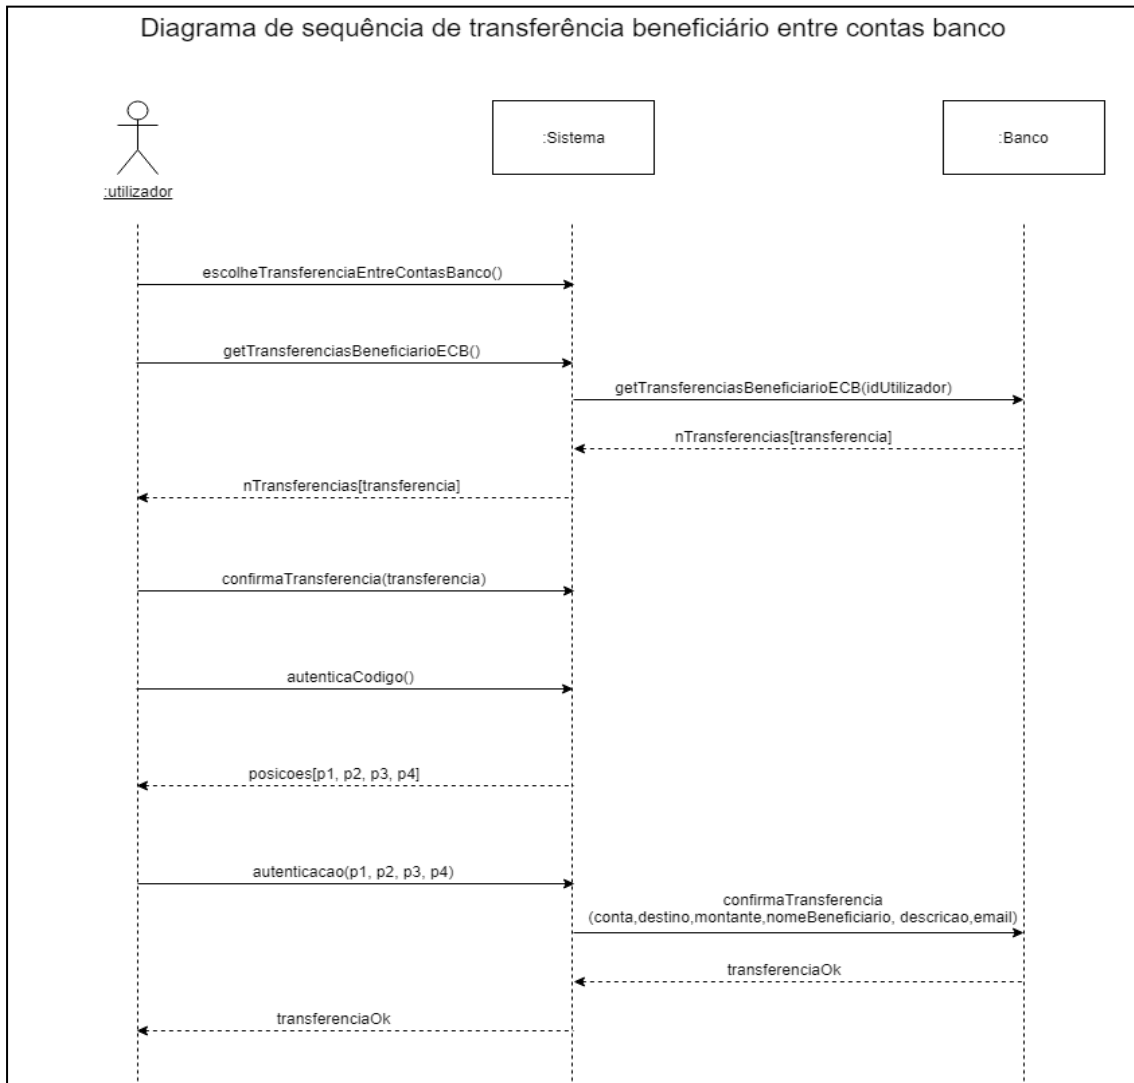 Diagrama de sequência de transferência beneficiário entre contas banco
:Sistema
:Banco
:utilizador
escolheTransferenciaEntreContasBanco()
getTransferenciasBeneficiarioECB()
getTransferenciasBeneficiarioECB(idUtilizador)
nTransferencias[transferencia]
nTransferencias[transferencia]
confirmaTransferencia(transferencia)
autenticaCodigo()
posicoes[p1, p2, p3, p4]
autenticacao(p1, p2, p3, p4)
confirmaTransferencia
(conta,destino,montante,nomeBeneficiario, descricao,email)
transferenciaOk
transferenciaOk